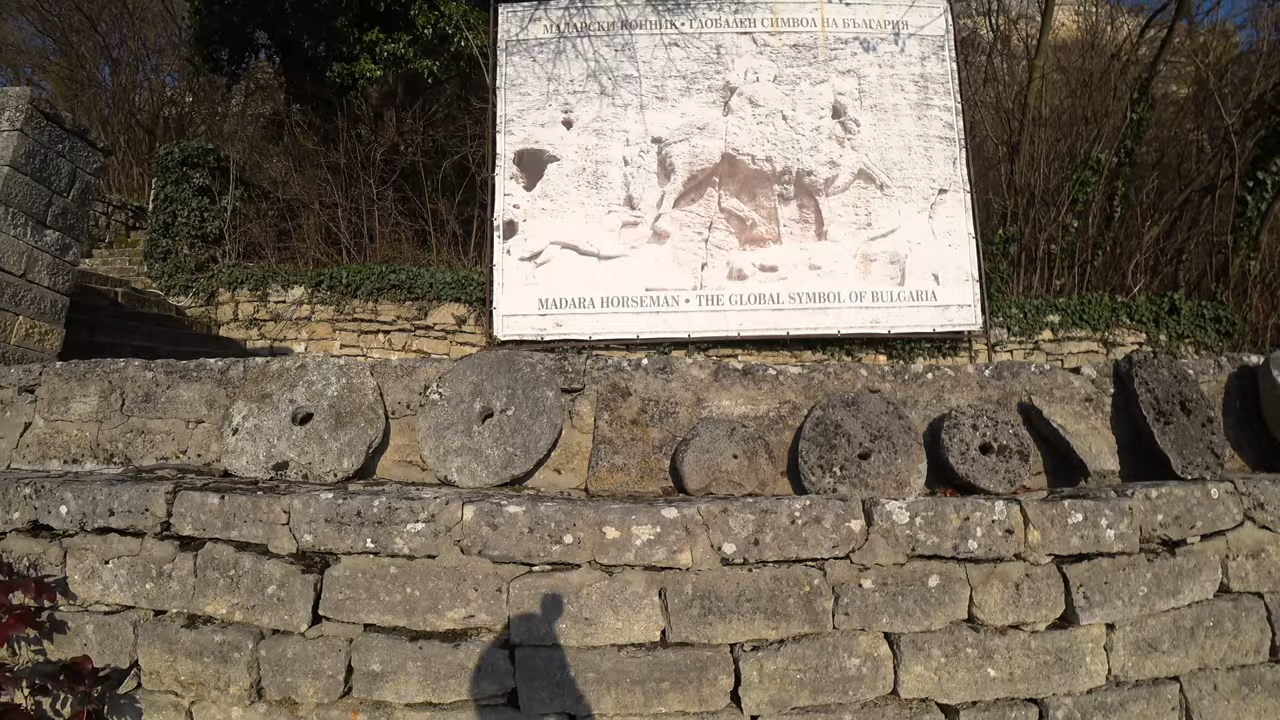 МАДАРСКИ КОННИК • ГЛОБАЛЕН СИМВОЛ НА БЪЛГАРИЯ
MADARA HORSEMAN • THE GLOBAL SYMBOL OF BULGARIA